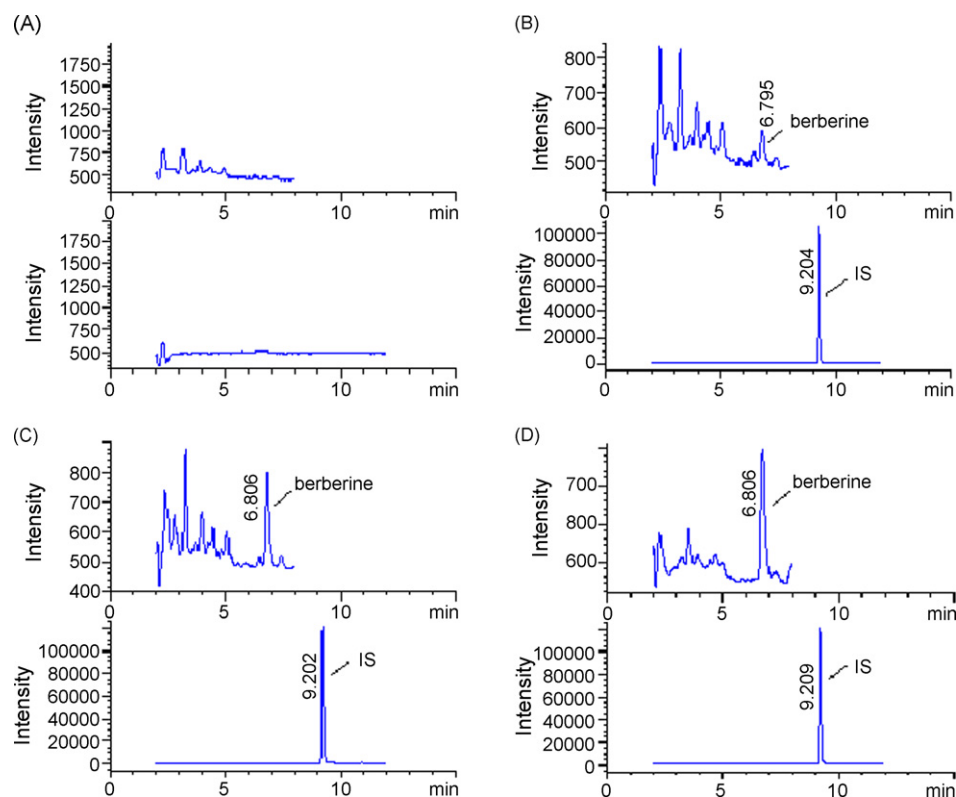 (A)
Intensity
1750
1500
1250
1000
750
500
0 5 10 min
Intensity
1750
1500
1250
1000
750
500
0 5 10 min
(B)
Intensity
800
700
600
500
6.795
berberine
0 5 10 min
Intensity
100000
80000
60000
40000
20000
0
9.204
IS
0 5 10 min
(C)
Intensity
800
700
600
500
400
6.806
berberine
0 5 10 min
Intensity
100000
80000
60000
40000
20000
0
9.202
IS
0 5 10 min
(D)
Intensity
700
800
600
6.806
berberine
0 5 10 min
Intensity
100000
80000
60000
40000
20000
0
9.209
IS
0 5 10 min